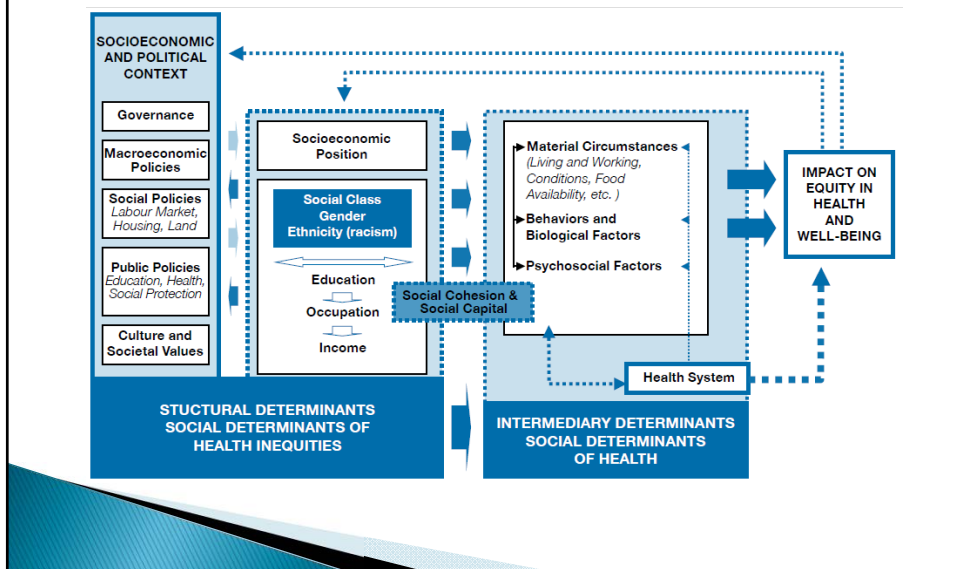 SOCIOECONOMIC
AND POLITICAL
CONTEXT
Governance
Macroeconomic
Policies
Social Policies
Labour Market,
Housing, Land
Public Policies
Education, Health,
Social Protection
Culture and
Societal Values
Socioeconomic
Position
Social Class
Gender
Ethnicity (racism)
Education
Occupation
Income
Social Cohesion &
Social Capital
Material Circumstances
(Living and Working,
Conditions, Food
Availability, etc. )
Behaviors and
Biological Factors
Psychosocial Factors
Health System
IMPACT ON
EQUITY IN
HEALTH
AND
WELL-BEING
STUCTURAL DETERMINANTS
SOCIAL DETERMINANTS OF
HEALTH INEQUITIES
INTERMEDIARY DETERMINANTS
SOCIAL DETERMINANTS
OF HEALTH